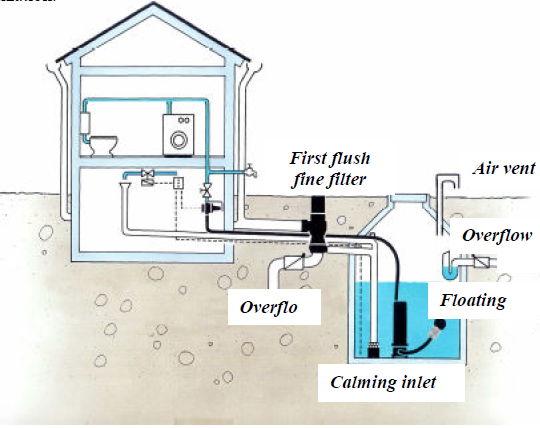 First flush
fine filter
Air vent
Overflow
Overflo
Floating
Calming inlet